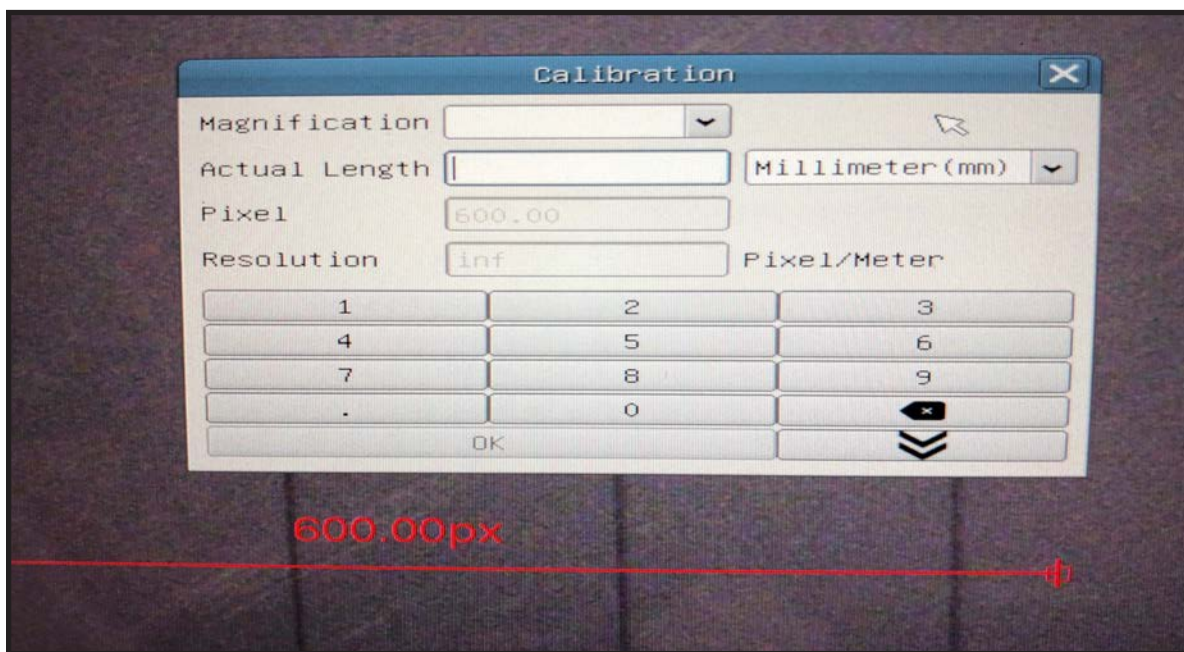 Calibration
Magnification
Actual Length Millimeter(mm)
Pixel 600.00
Resolution inf Pixel/Meter
1 2 3
4 5 6
7 8 9
. 0
OK
600.00px